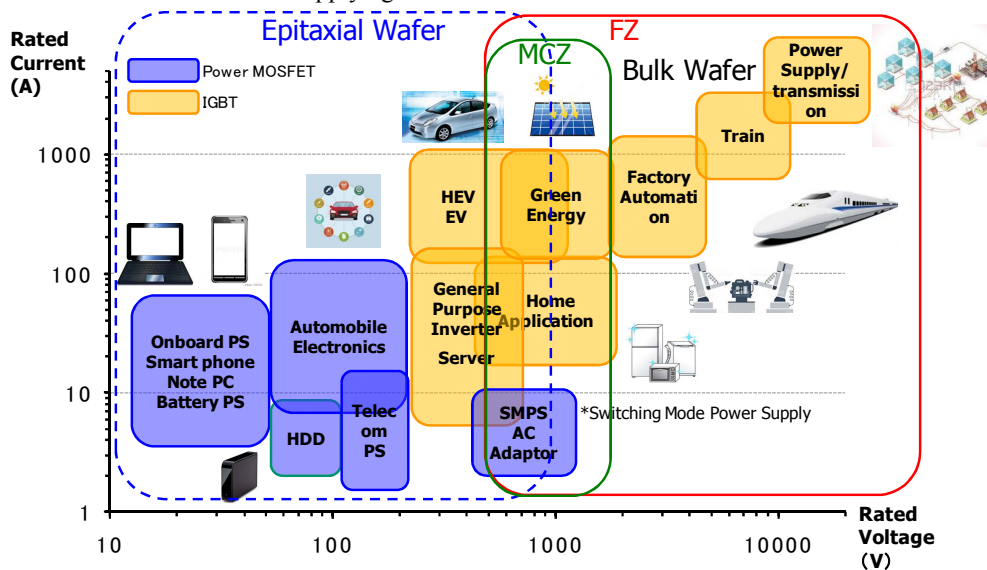 Epitaxial Wafer
FZ
MCZ
Bulk Wafer
Rated
Current
(A)
Power MOSFET
IGBT
Power
Supply/
transmissi
on
Train
1000
HEV
EV
Green
Energy
Factory
Automati
on
100
General
Purpose
Inverter
Server
Home
Application
Automobile
Electronics
Onboard PS
Smart phone
Note PC
Battery PS
10
HDD
Telec
om
PS
SMPS
AC
Adaptor
*Switching Mode Power Supply
1
10
100
1000
10000
Rated
Voltage
(V)